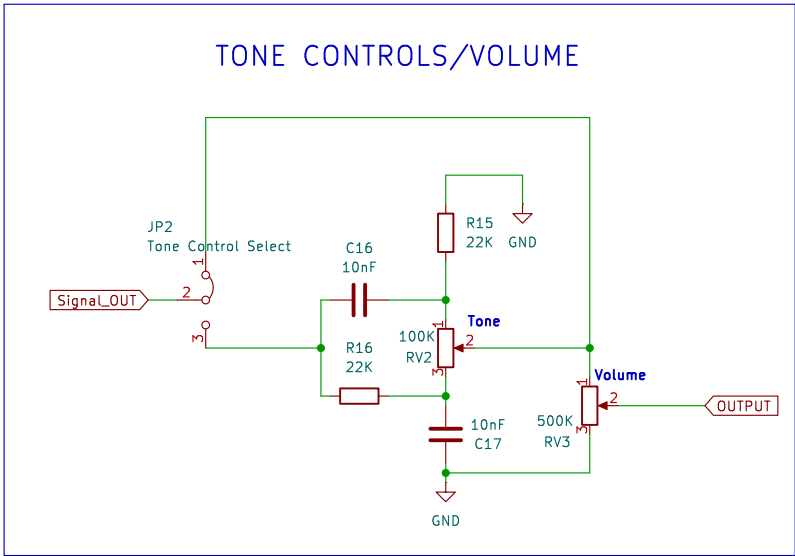 TONE CONTROLS/VOLUME
JP2
Tone Control Select
1
2
3
Signal_OUT
C16
10nF
R16
22K
R15
22K
GND
Tone
1
2
3
100K
RV2
10nF
C17
GND
Volume
1
2
3
500K
RV3
OUTPUT